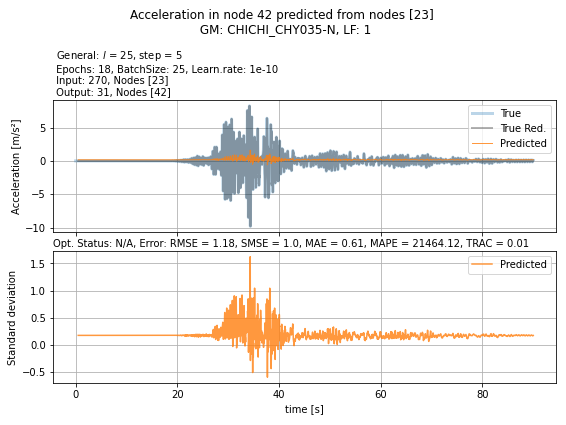 Acceleration in node 42 predicted from nodes [23]
GM: CHICHI_CHY035-N, LF: 1
General: l = 25, step = 5
Epochs: 18, BatchSize: 25, Learn.rate: 1e-10
Input: 270, Nodes [23]
Output: 31, Nodes [42]
Acceleration [m/s²]
5
0
−5
−10
True
True Red.
Predicted
Opt. Status: N/A, Error: RMSE = 1.18, SMSE = 1.0, MAE = 0.61, MAPE = 21464.12, TRAC = 0.01
Standard deviation
1.5
1.0
0.5
0.0
−0.5
Predicted
0 20 40 60 80
time [s]